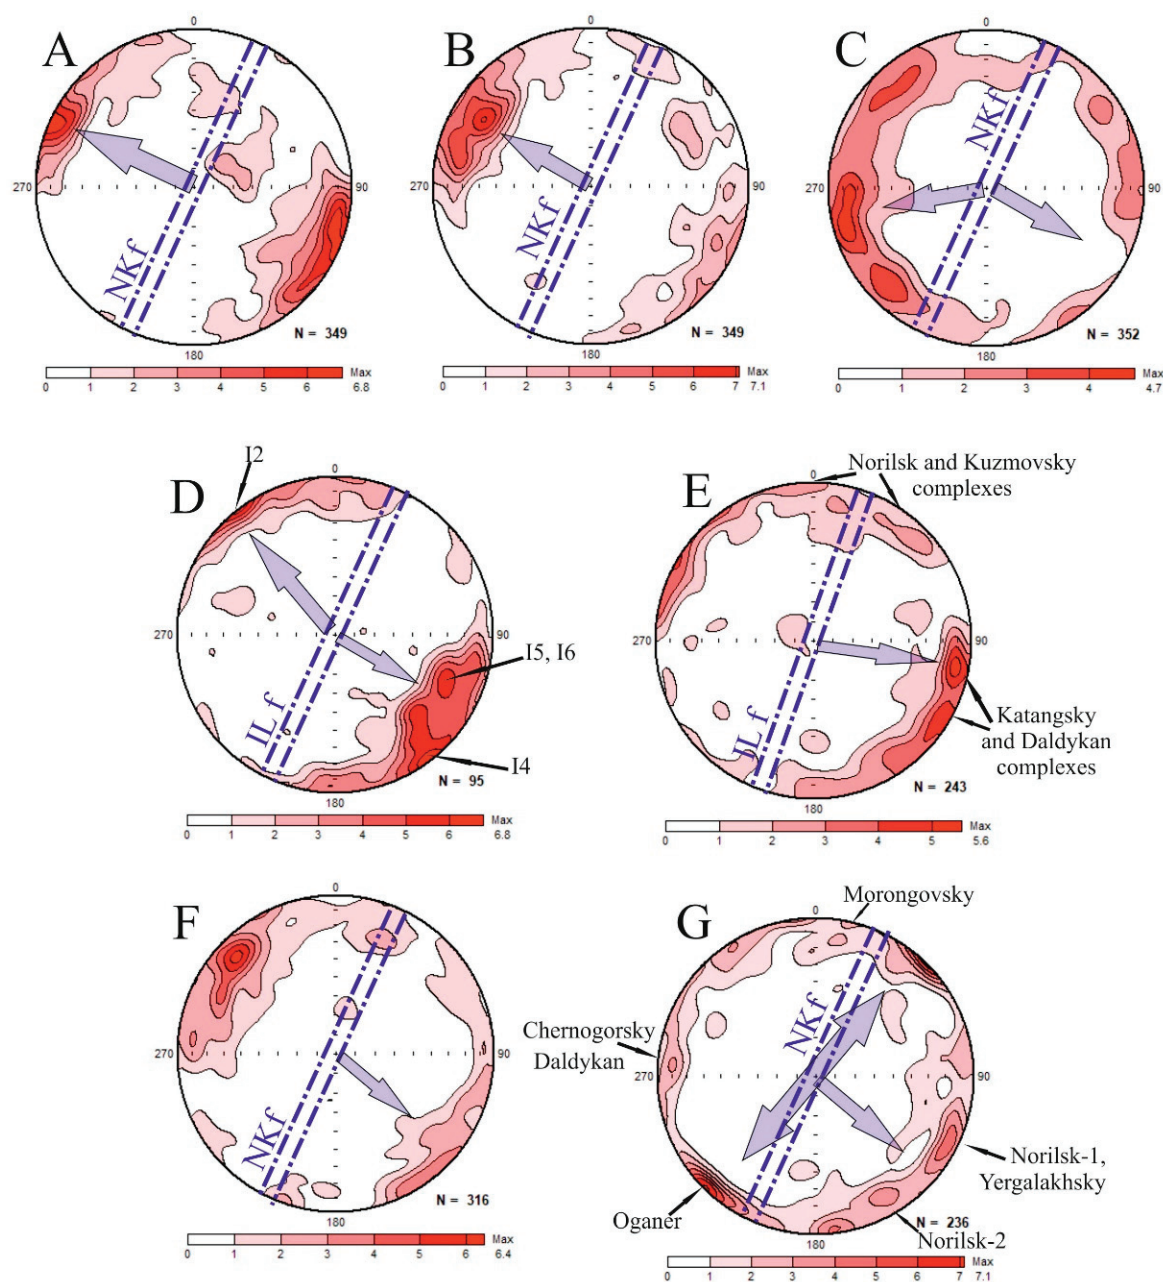 A
0
NKf
270
90
180
N = 349
0 1 2 3 4 5 6 Max
6.8
B
0
NKf
270
90
180
N = 349
0 1 2 3 4 5 6 7 Max
7.1
C
0
NKf
270
90
180
N = 352
0 1 2 3 4 Max
4.7
D
I2
0
270
90
I5, I6
IL f
I4
180
N = 95
0 1 2 3 4 5 6 Max
6.8
E
0
Norilsk and Kuzmovsky
complexes
270
90
IL f
Katangsky
and Daldykan
complexes
180
N = 243
0 1 2 3 4 5 Max
5.6
F
0
270
90
NKf
180
N = 316
0 1 2 3 4 5 6 Max
6.4
G
0
Morongovsky
NKf
Chernogorsky
Daldykan
270
90
Norilsk-1,
Yergalakhsky
Oganer
180
N = 236
Norilsk-2
0 1 2 3 4 5 6 7 Max
7.1